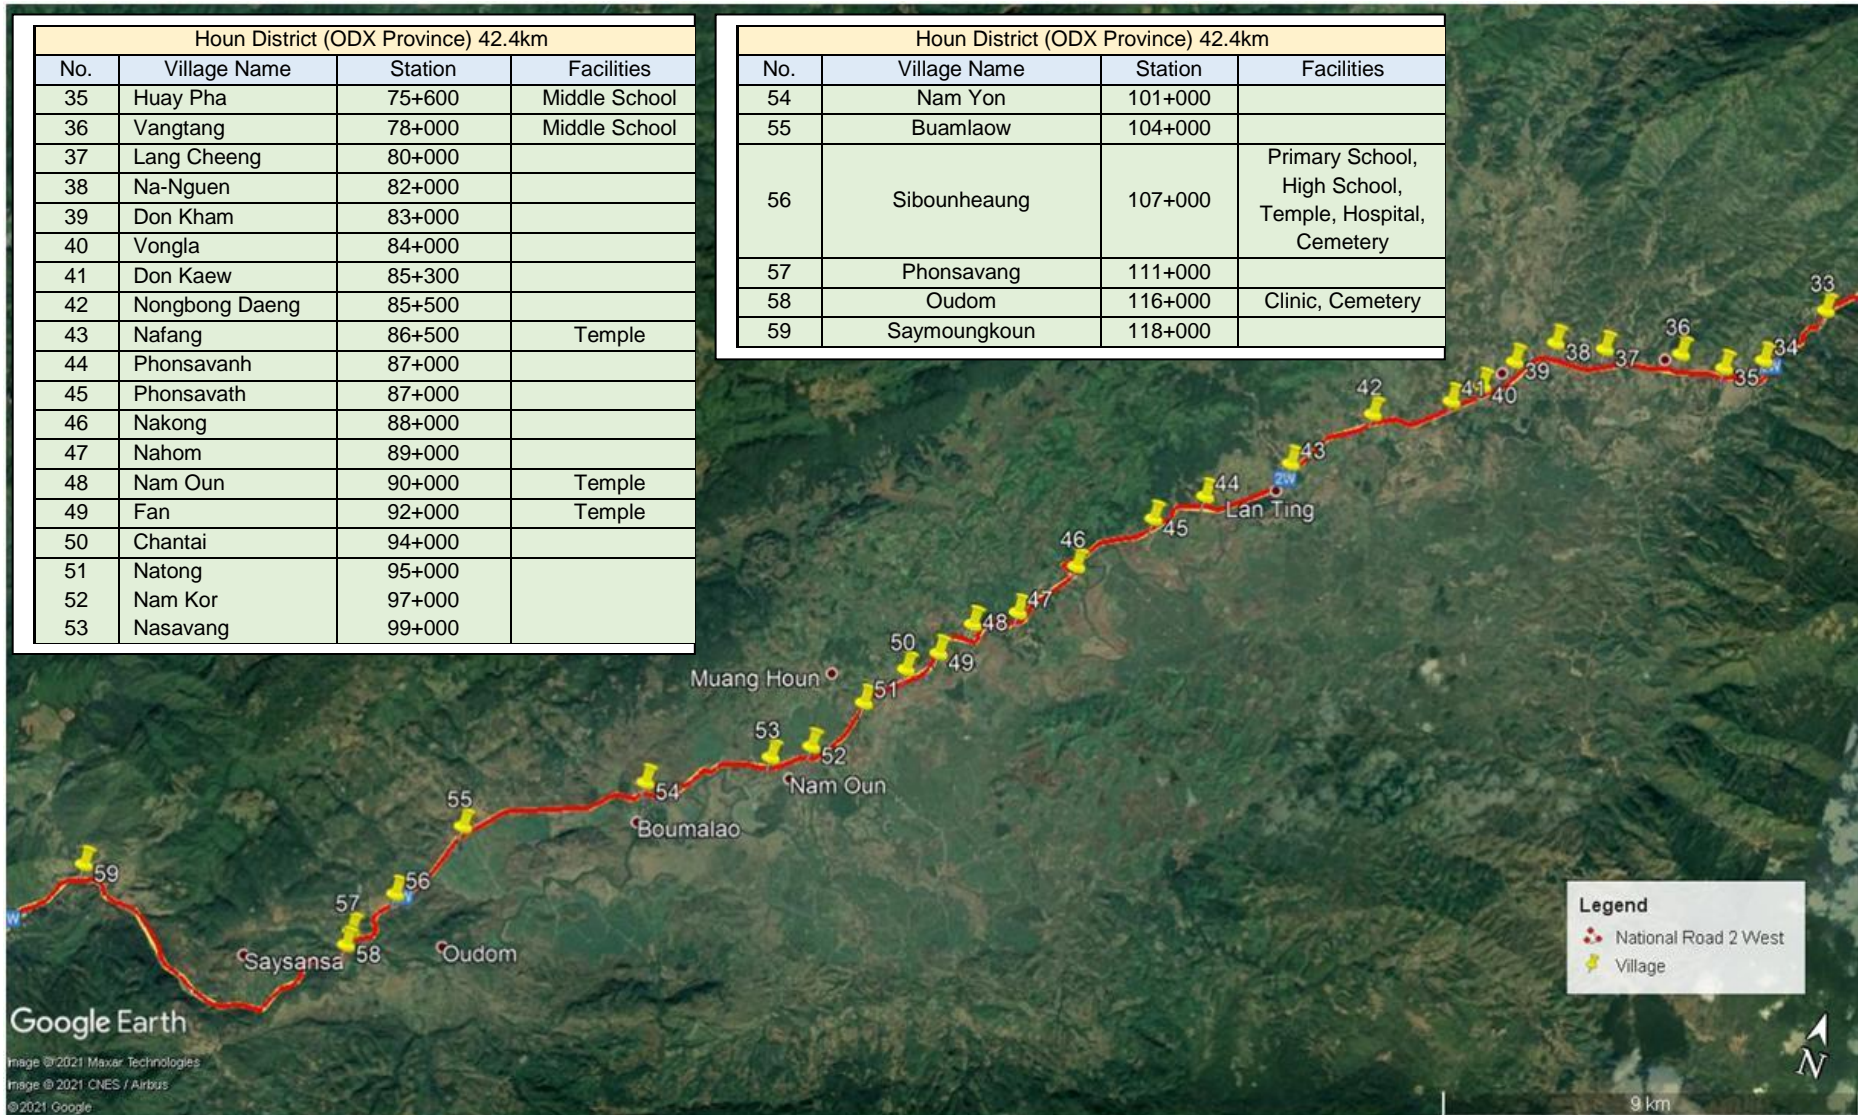 Houn District (ODX Province) 42.4km
No. Village Name Station Facilities
35 Huay Pha 75+600 Middle School
36 Vangtang 78+000 Middle School
37 Lang Cheeng 80+000
38 Na-Nguen 82+000
39 Don Kham 83+000
40 Vongla 84+000
41 Don Kaew 85+300
42 Nongbong Daeng 85+500
43 Nafang 86+500 Temple
44 Phonsavanh 87+000
45 Phonsavath 87+000
46 Nakong 88+000
47 Nahom 89+000
48 Nam Oun 90+000 Temple
49 Fan 92+000 Temple
50 Chantai 94+000
51 Natong 95+000
52 Nam Kor 97+000
53 Nasavang 99+000
Houn District (ODX Province) 42.4km
No. Village Name Station Facilities
54 Nam Yon 101+000
55 Buamlaow 104+000
56 Sibounheaung 107+000 Primary School,
High School,
Temple, Hospital,
Cemetery
57 Phonsavang 111+000
58 Oudom 116+000 Clinic, Cemetery
59 Saymoungkoun 118+000
33
34
35
36
37
38
39
40
41
42
43
2W
Lan Ting
44
45
46
47
48
49
50
Muang Houn
51
52
53
Nam Oun
54
Boumalao
55
56
57
58
Oudom
Saysansa
59
W
Legend
National Road 2 West
Village
Google Earth
Image © 2021 Maxar Technologies
Image © 2021 CNES / Airbus
© 2021 Google
N
9 km